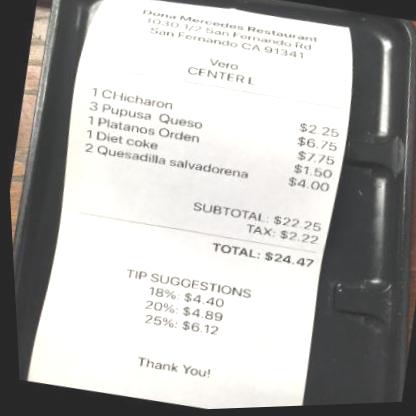 Dona Mercedes Restaurant
1030 1/2 San Fernando Rd
San Fernando CA 91341
Vero
CENTER L
1 CHicharon $2.25
3 Pupusa Queso $6.75
1 Platanos Orden $7.75
1 Diet coke $1.50
2 Quesadilla salvadorena $4.00
SUBTOTAL: $22.25
TAX: $2.22
TOTAL: $24.47
TIP SUGGESTIONS
18%: $4.40
20%: $4.89
25%: $6.12
Thank You!